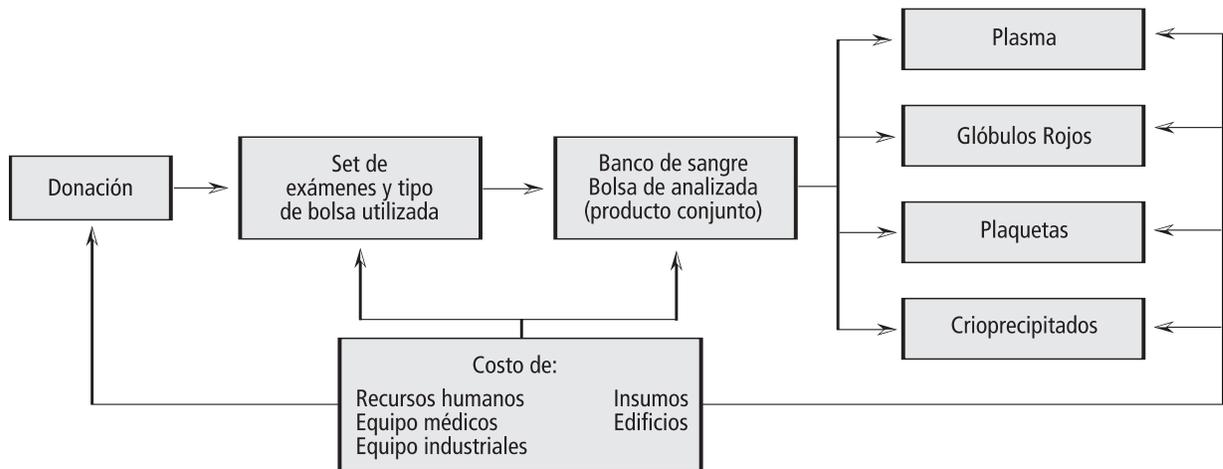 Donación
Set de
exámenes y tipo
de bolsa utilizada
Banco de sangre
Bolsa de analizada
(producto conjunto)
Plasma
Glóbulos Rojos
Plaquetas
Crioprecipitados
Costo de:
Recursos humanos
Equipo médicos
Equipo industriales
Insumos
Edificios